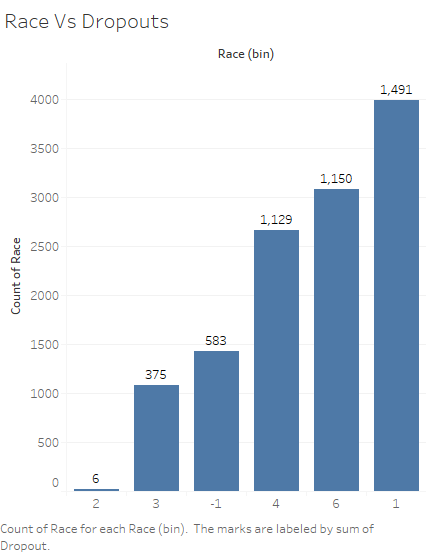 Race Vs Dropouts
Race (bin)
Count of Race
4000
3500
3000
2500
2000
1500
1000
500
0
6
375
583
1,129
1,150
1,491
2 3 -1 4 6 1
Count of Race for each Race (bin). The marks are labeled by sum of
Dropout.